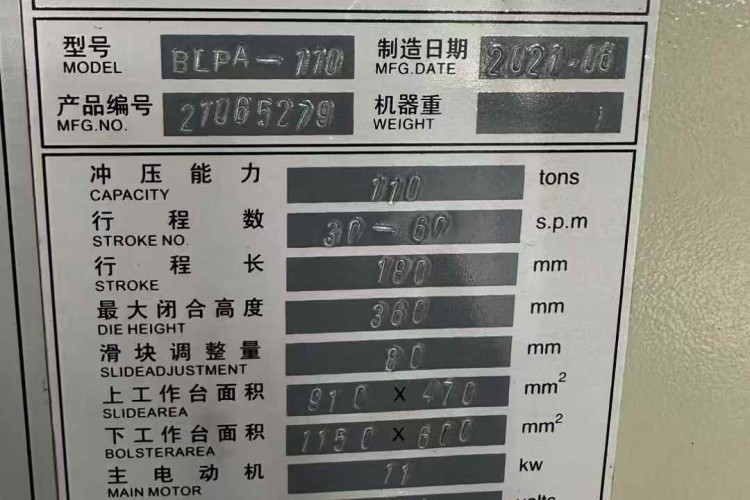 型号 BLPA-110 制造日期 2021-06
MODEL MFG.DATE
产品编号 21065279 机器重
MFG.NO. WEIGHT
冲压能力 110 tons
CAPACITY
行程数 30-60 s.p.m
STROKE NO.
行程长 180 mm
STROKE
最大闭合高度 360 mm
DIE HEIGHT
滑块调整量 80 mm
SLIDEADJUSTMENT
上工作台面积 910 x 470 mm²
SLIDEAREA
下工作台面积 1150 x 600 mm²
BOLSTERAREA
主电动机 11 kw
MAIN MOTOR
volts